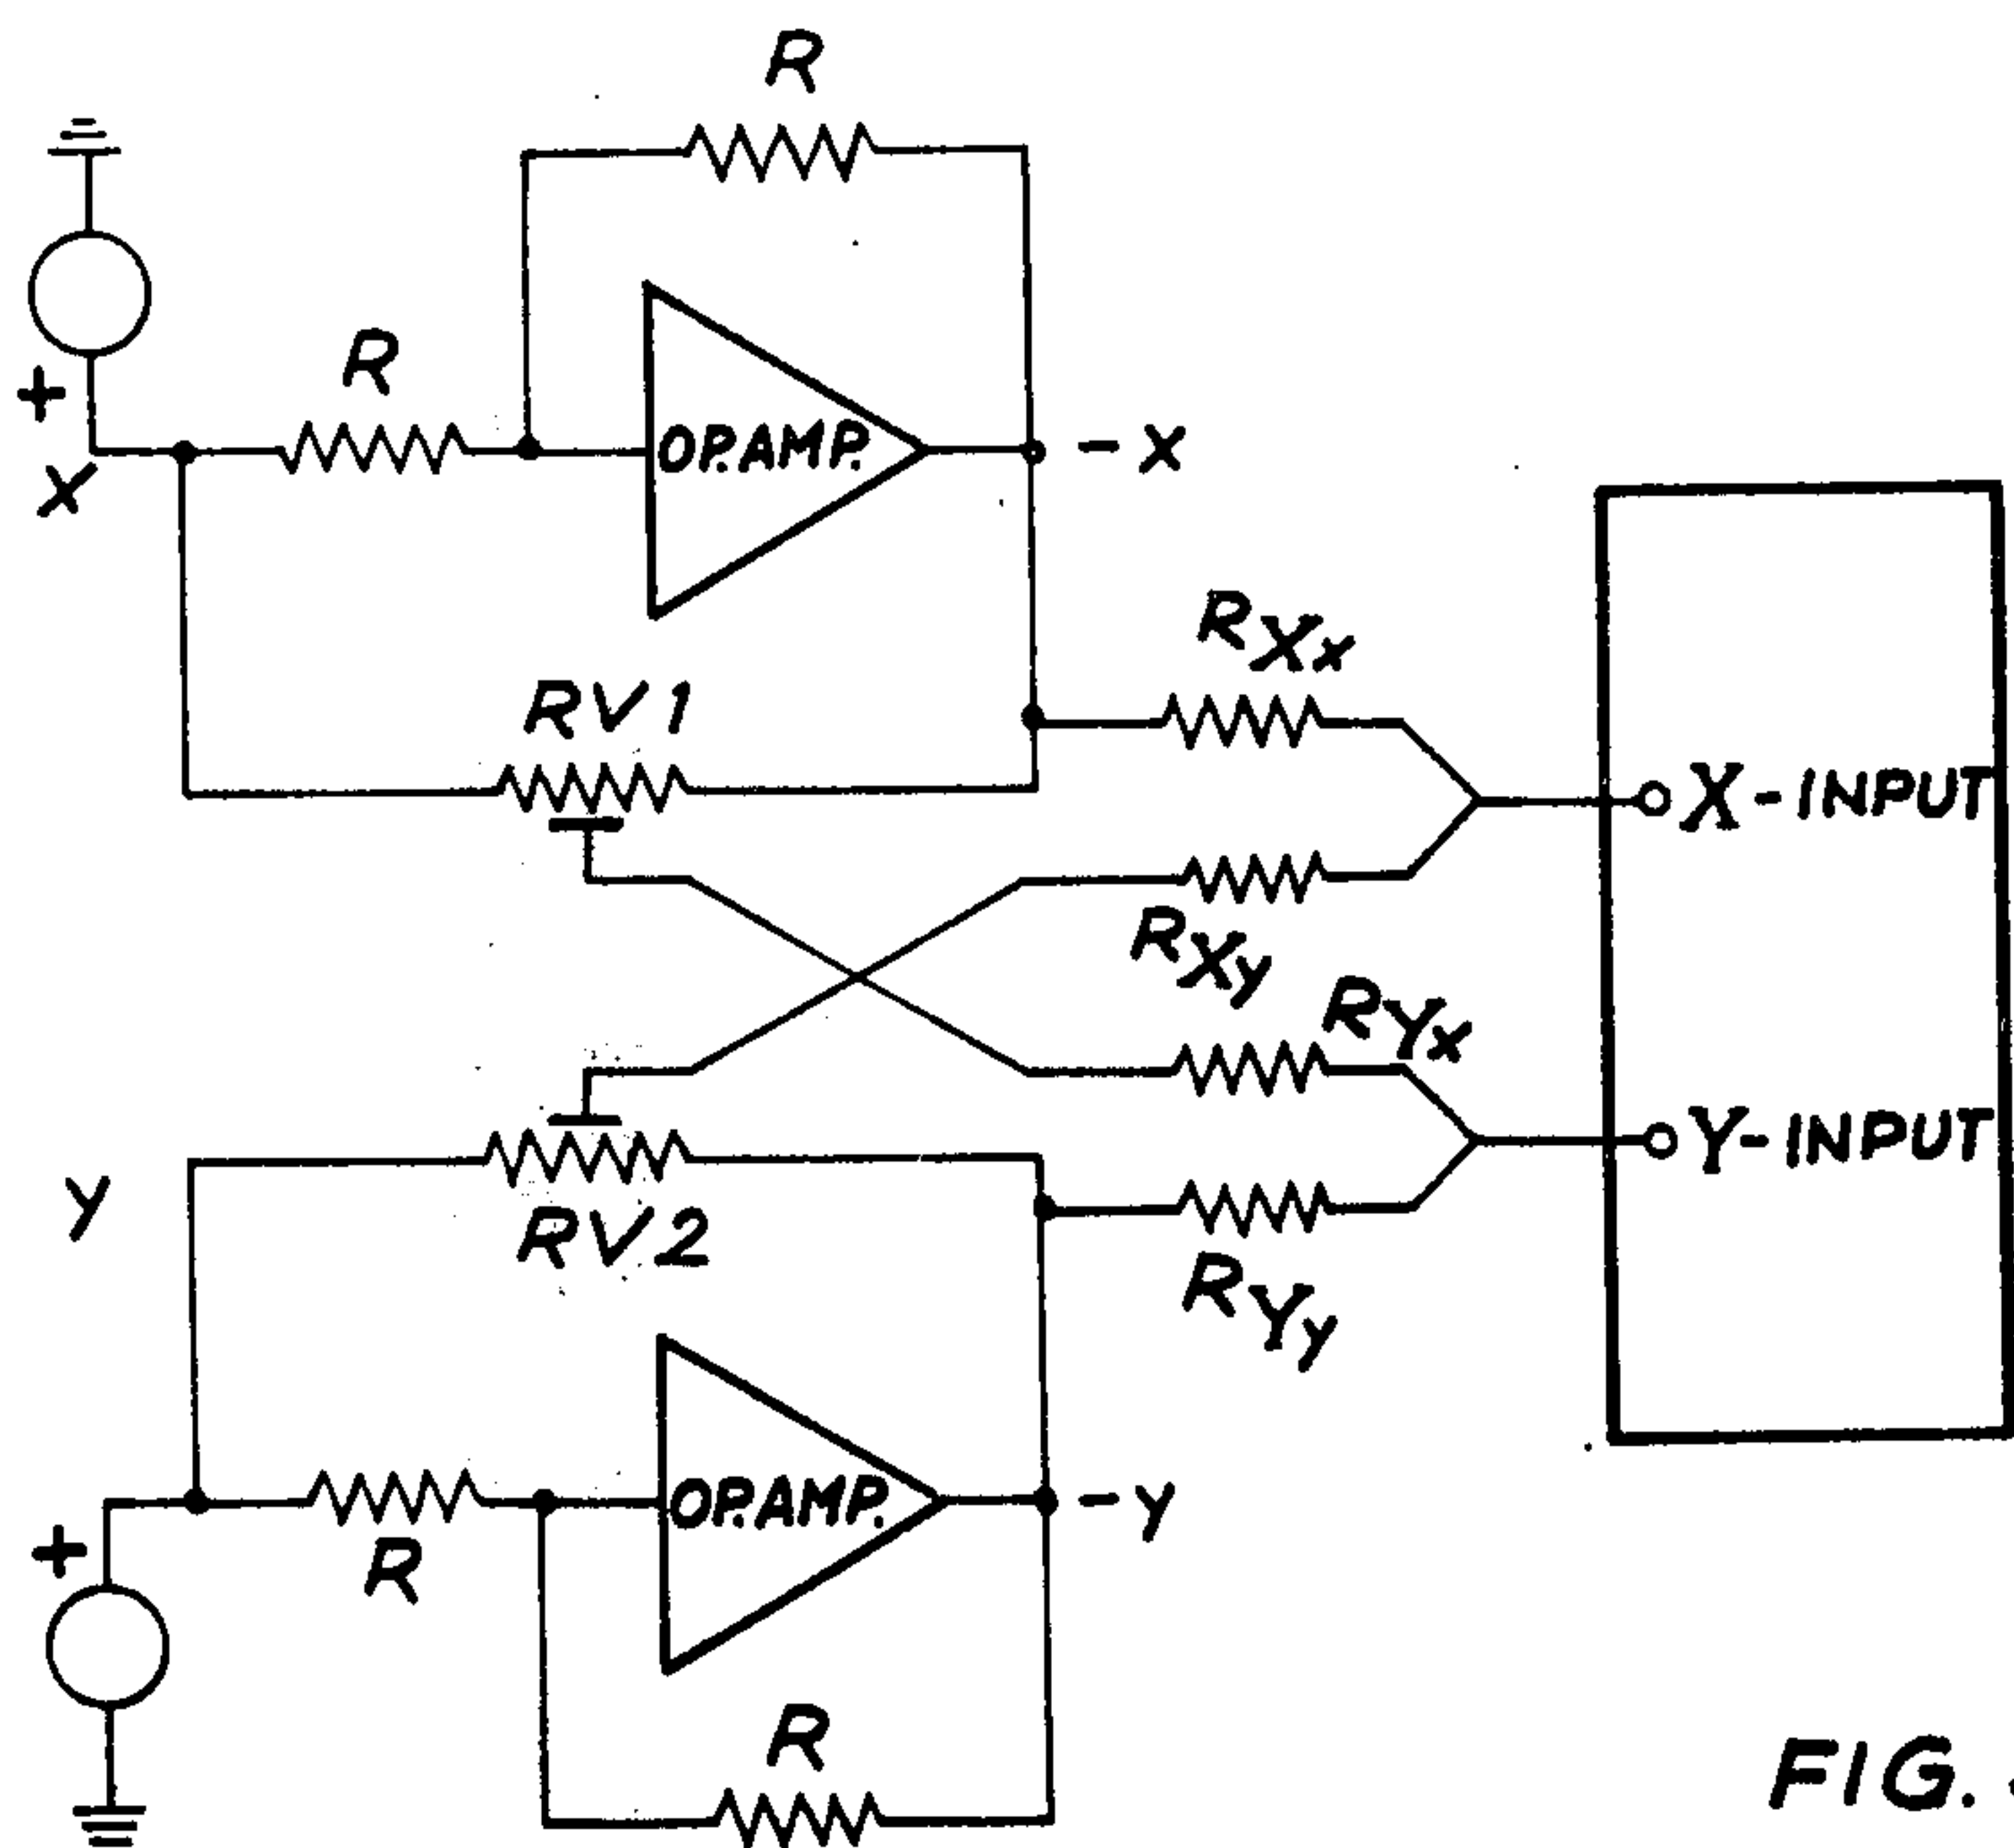 R
R
+
X
OP.AMP.
- X
RXx
RV1
X-INPUT
RXy
RYx
Y-INPUT
y
RV2
RYy
OP.AMP.
- y
+
R
R
FIG.